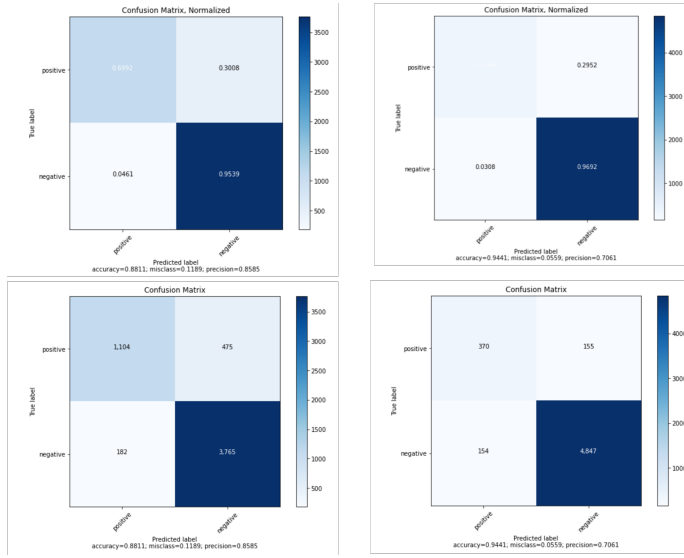 Confusion Matrix, Normalized
positive
0.6992
0.3008
negative
0.0461
0.9539
True label
positive
negative
Predicted label
accuracy=0.8811; misclass=0.1189; precision=0.8585
3500
3000
2500
2000
1500
1000
500
Confusion Matrix, Normalized
positive
0.2952
negative
0.0308
0.9692
True label
positive
negative
Predicted label
accuracy=0.9441; misclass=0.0559; precision=0.7061
4000
3000
2000
1000
Confusion Matrix
positive
1,104
475
negative
182
3,765
True label
positive
negative
Predicted label
accuracy=0.8811; misclass=0.1189; precision=0.8585
3500
3000
2500
2000
1500
1000
500
Confusion Matrix
positive
370
155
negative
154
4,847
True label
positive
negative
Predicted label
accuracy=0.9441; misclass=0.0559; precision=0.7061
4000
3000
2000
1000